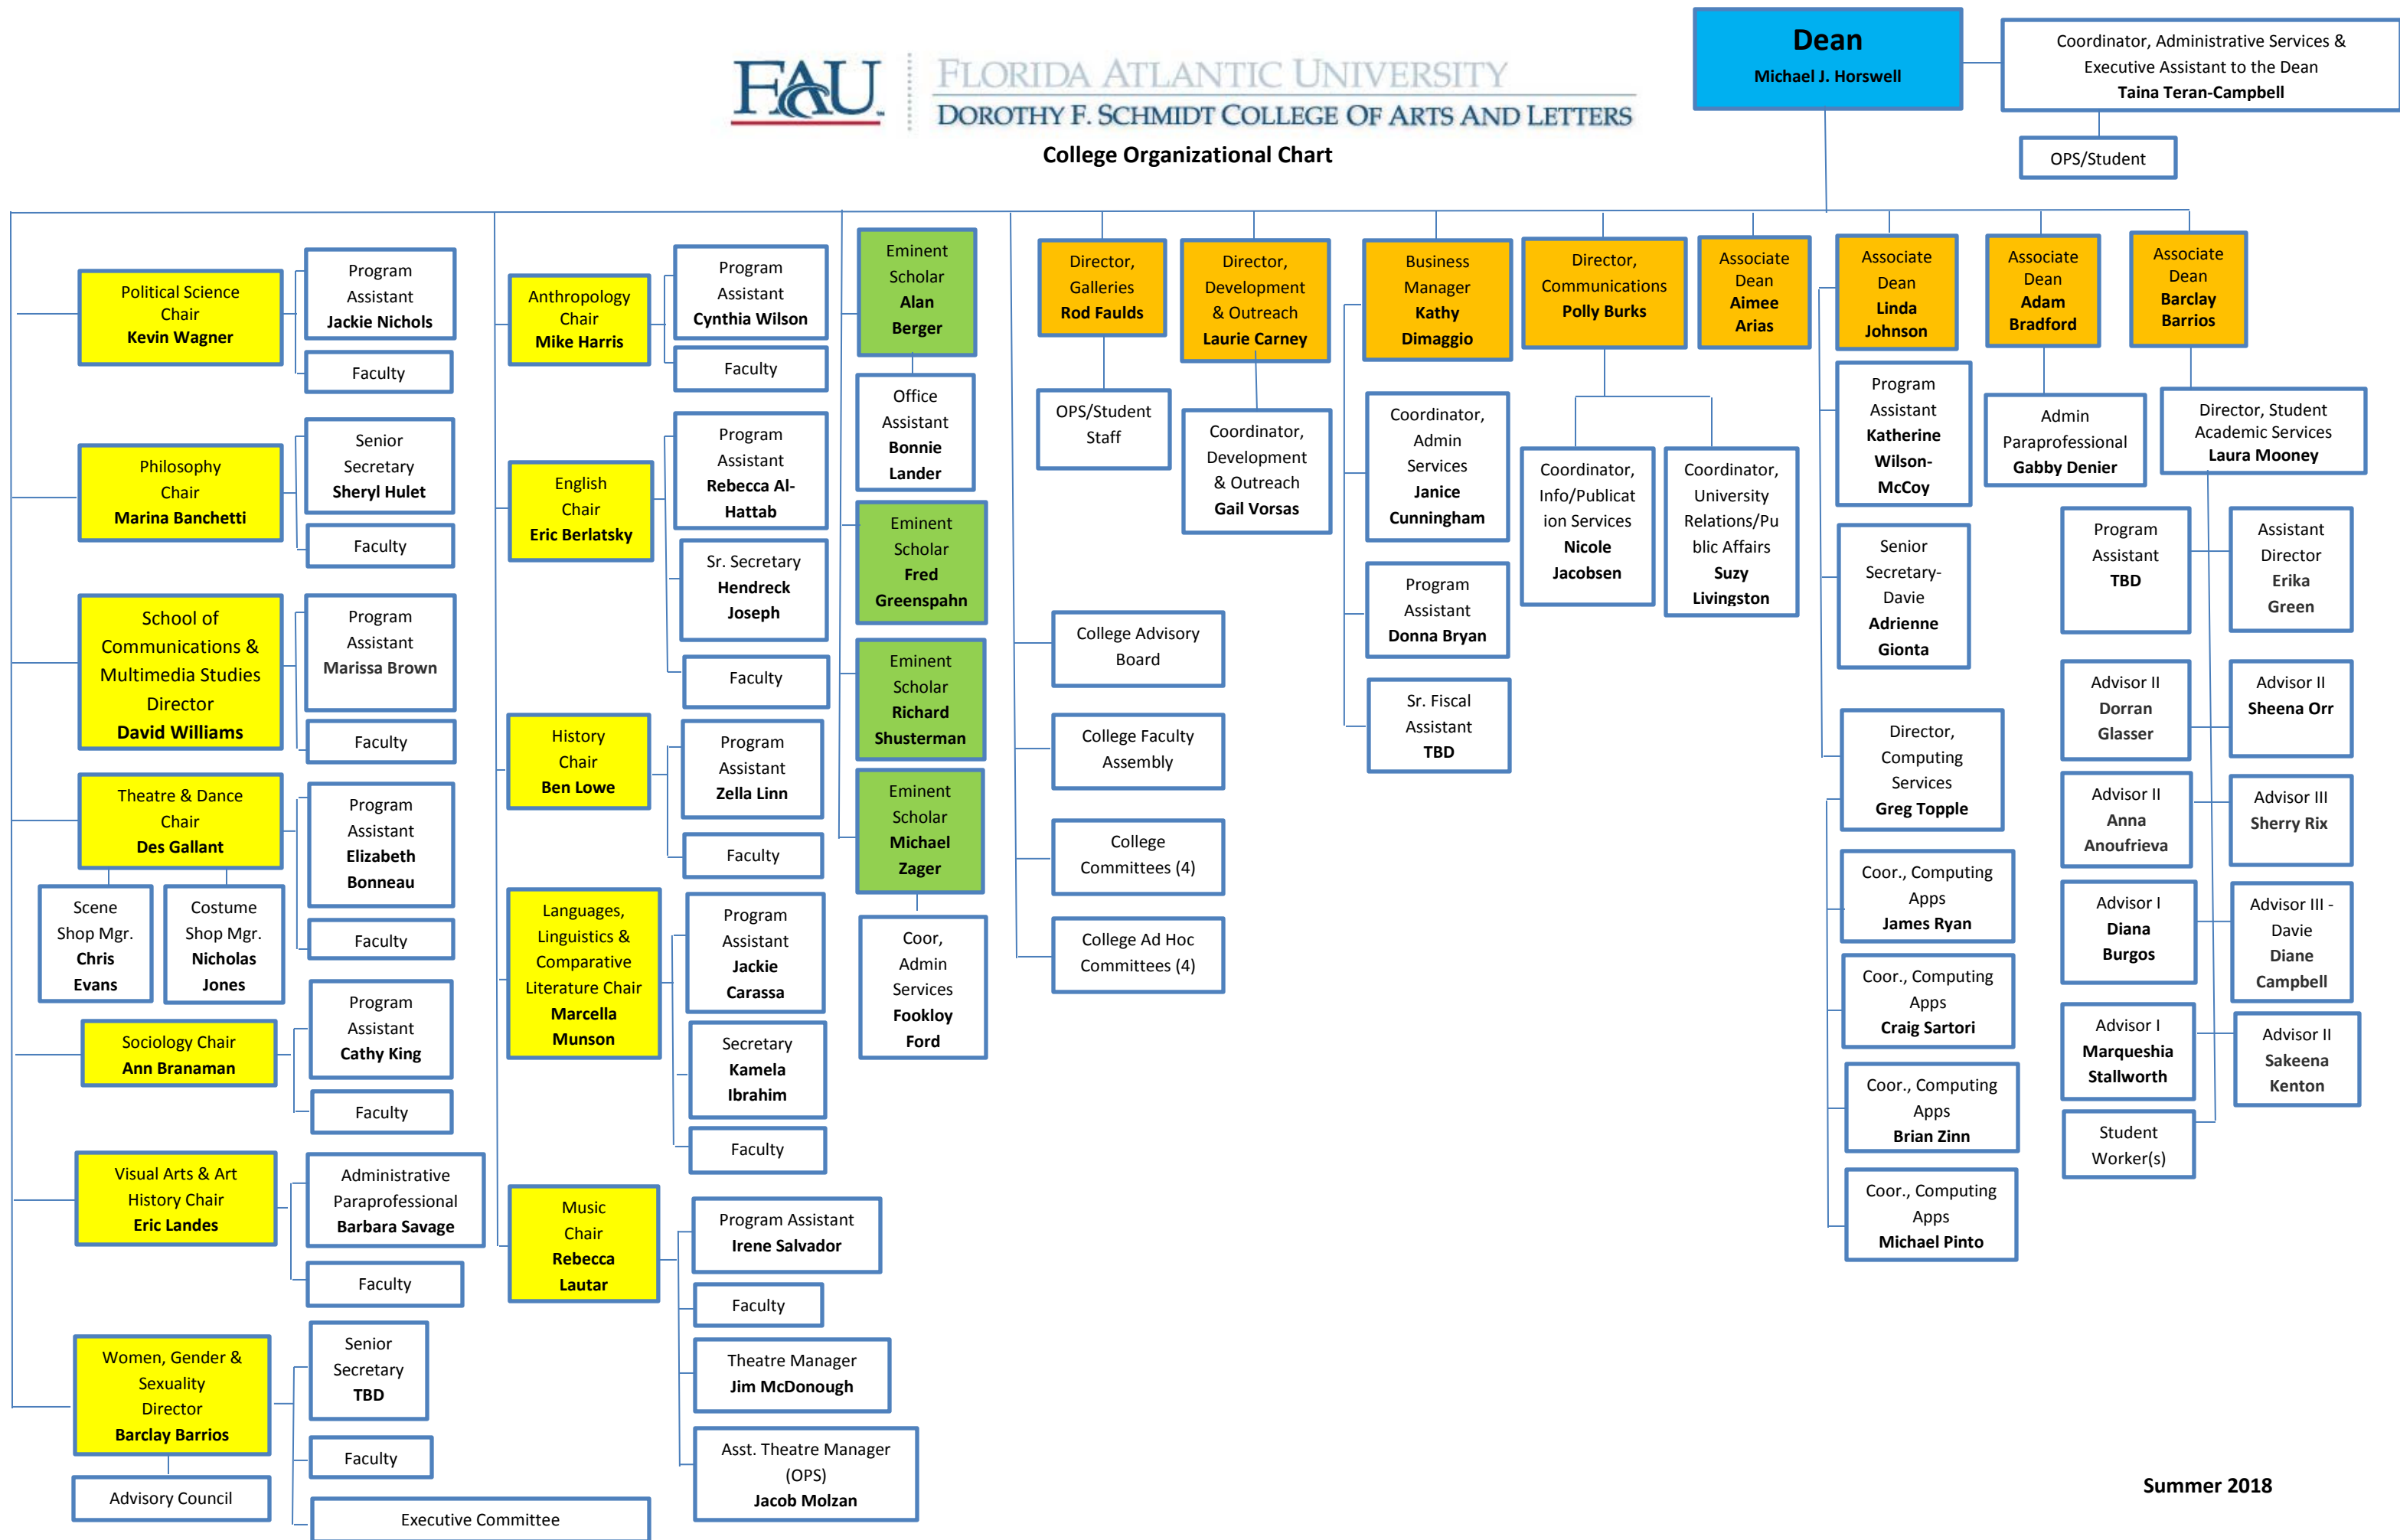 Dean
Michael J. Horswell
Coordinator, Administrative Services &
Executive Assistant to the Dean
Taina Teran-Campbell
OPS/Student
FAU
FLORIDA ATLANTIC UNIVERSITY
DOROTHY F. SCHMIDT COLLEGE OF ARTS AND LETTERS
College Organizational Chart
Political Science
Chair
Kevin Wagner
Program
Assistant
Jackie Nichols
Faculty
Philosophy
Chair
Marina Banchetti
Senior
Secretary
Sheryl Hulet
Faculty
School of
Communications &
Multimedia Studies
Director
David Williams
Program
Assistant
Marissa Brown
Faculty
Theatre & Dance
Chair
Des Gallant
Program
Assistant
Elizabeth
Bonneau
Faculty
Scene
Shop Mgr.
Chris
Evans
Costume
Shop Mgr.
Nicholas
Jones
Sociology Chair
Ann Branaman
Program
Assistant
Cathy King
Faculty
Visual Arts & Art
History Chair
Eric Landes
Administrative
Paraprofessional
Barbara Savage
Faculty
Women, Gender &
Sexuality
Director
Barclay Barrios
Senior
Secretary
TBD
Faculty
Advisory Council
Executive Committee
Anthropology
Chair
Mike Harris
Program
Assistant
Cynthia Wilson
Faculty
English
Chair
Eric Berlatsky
Program
Assistant
Rebecca Al-
Hattab
Sr. Secretary
Hendreck
Joseph
Faculty
History
Chair
Ben Lowe
Program
Assistant
Zella Linn
Faculty
Languages,
Linguistics &
Comparative
Literature Chair
Marcella
Munson
Program
Assistant
Jackie
Carassa
Secretary
Kamela
Ibrahim
Faculty
Music
Chair
Rebecca
Lautar
Program Assistant
Irene Salvador
Faculty
Theatre Manager
Jim McDonough
Asst. Theatre Manager
(OPS)
Jacob Molzan
Eminent
Scholar
Alan
Berger
Office
Assistant
Bonnie
Lander
Eminent
Scholar
Fred
Greenspahn
Eminent
Scholar
Richard
Shusterman
Eminent
Scholar
Michael
Zager
Coor,
Admin
Services
Fookloy
Ford
Director,
Galleries
Rod Faulds
OPS/Student
Staff
College Advisory
Board
College Faculty
Assembly
College
Committees (4)
College Ad Hoc
Committees (4)
Director,
Development
& Outreach
Laurie Carney
Coordinator,
Development
& Outreach
Gail Vorsas
Business
Manager
Kathy
Dimaggio
Coordinator,
Admin
Services
Janice
Cunningham
Program
Assistant
Donna Bryan
Sr. Fiscal
Assistant
TBD
Director,
Communications
Polly Burks
Coordinator,
Info/Publicat
ion Services
Nicole
Jacobsen
Coordinator,
University
Relations/Pu
blic Affairs
Suzy
Livingston
Associate
Dean
Aimee
Arias
Associate
Dean
Linda
Johnson
Program
Assistant
Katherine
Wilson-
McCoy
Senior
Secretary-
Davie
Adrienne
Gionta
Director,
Computing
Services
Greg Topple
Coor., Computing
Apps
James Ryan
Coor., Computing
Apps
Craig Sartori
Coor., Computing
Apps
Brian Zinn
Coor., Computing
Apps
Michael Pinto
Associate
Dean
Adam
Bradford
Admin
Paraprofessional
Gabby Denier
Associate
Dean
Barclay
Barrios
Director, Student
Academic Services
Laura Mooney
Program
Assistant
TBD
Assistant
Director
Erika
Green
Advisor II
Dorran
Glasser
Advisor II
Sheena Orr
Advisor II
Anna
Anoufrieva
Advisor III
Sherry Rix
Advisor I
Diana
Burgos
Advisor III -
Davie
Diane
Campbell
Advisor I
Marqueshia
Stallworth
Advisor II
Sakeena
Kenton
Student
Worker(s)
Summer 2018